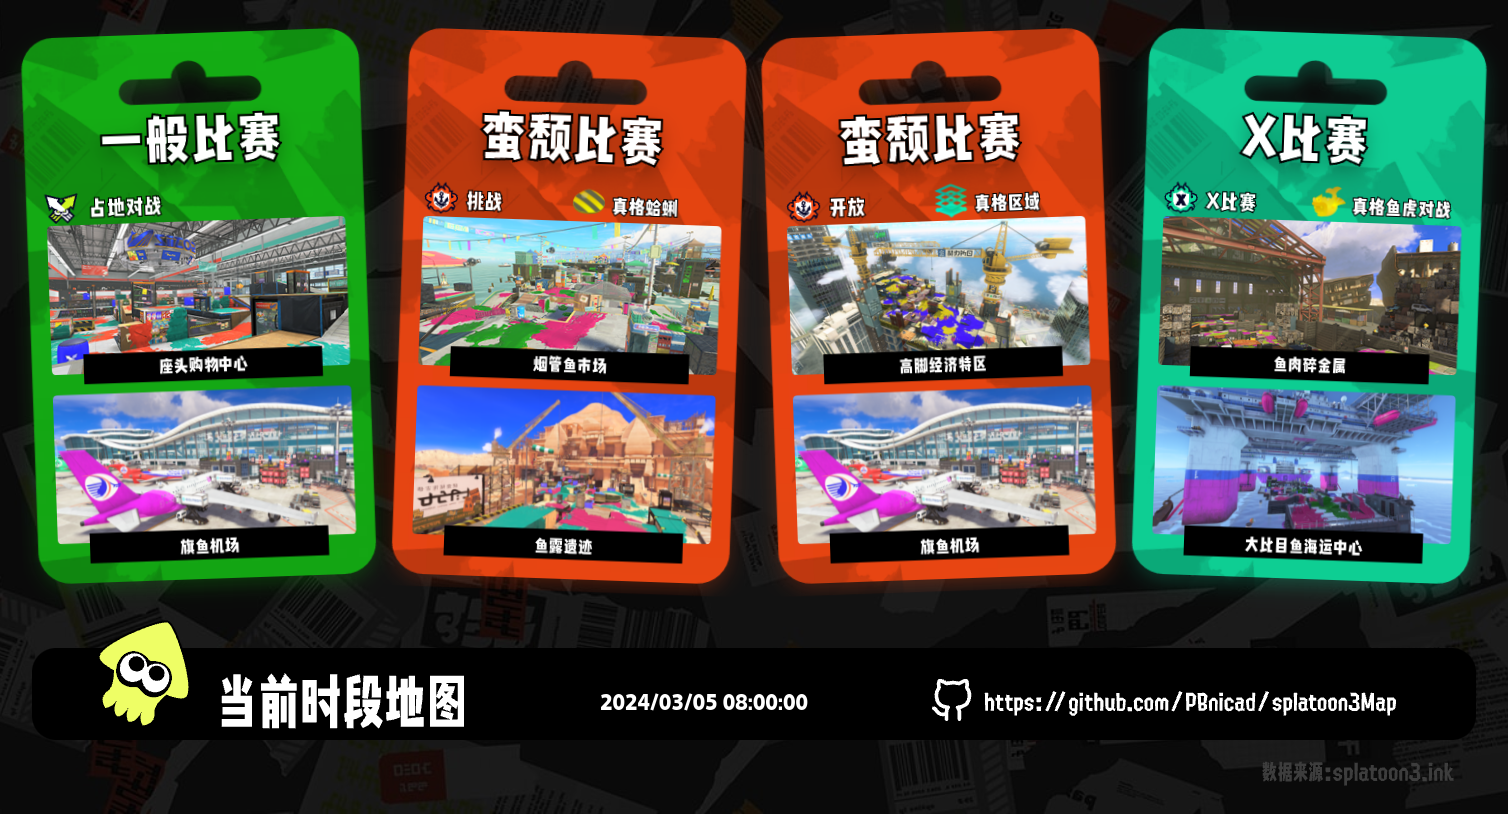 一般比赛
占地对战
座头购物中心
旗鱼机场
蛮颓比赛
挑战
真格蛤蜊
烟管鱼市场
鱼露遗迹
蛮颓比赛
开放
真格区域
高脚经济特区
旗鱼机场
X比赛
X比赛
真格鱼虎对战
鱼肉碎金属
大比目鱼海运中心
当前时段地图
2024/03/05 08:00:00
https://github.com/PBnicad/splatoon3Map
数据来源:splatoon3.ink